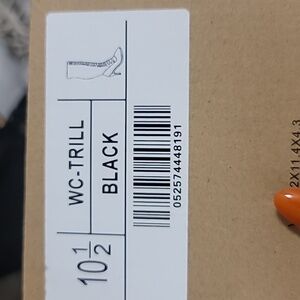 WC-TRILL
BLACK
10 1/2
052574448191
2X11.4X4.3